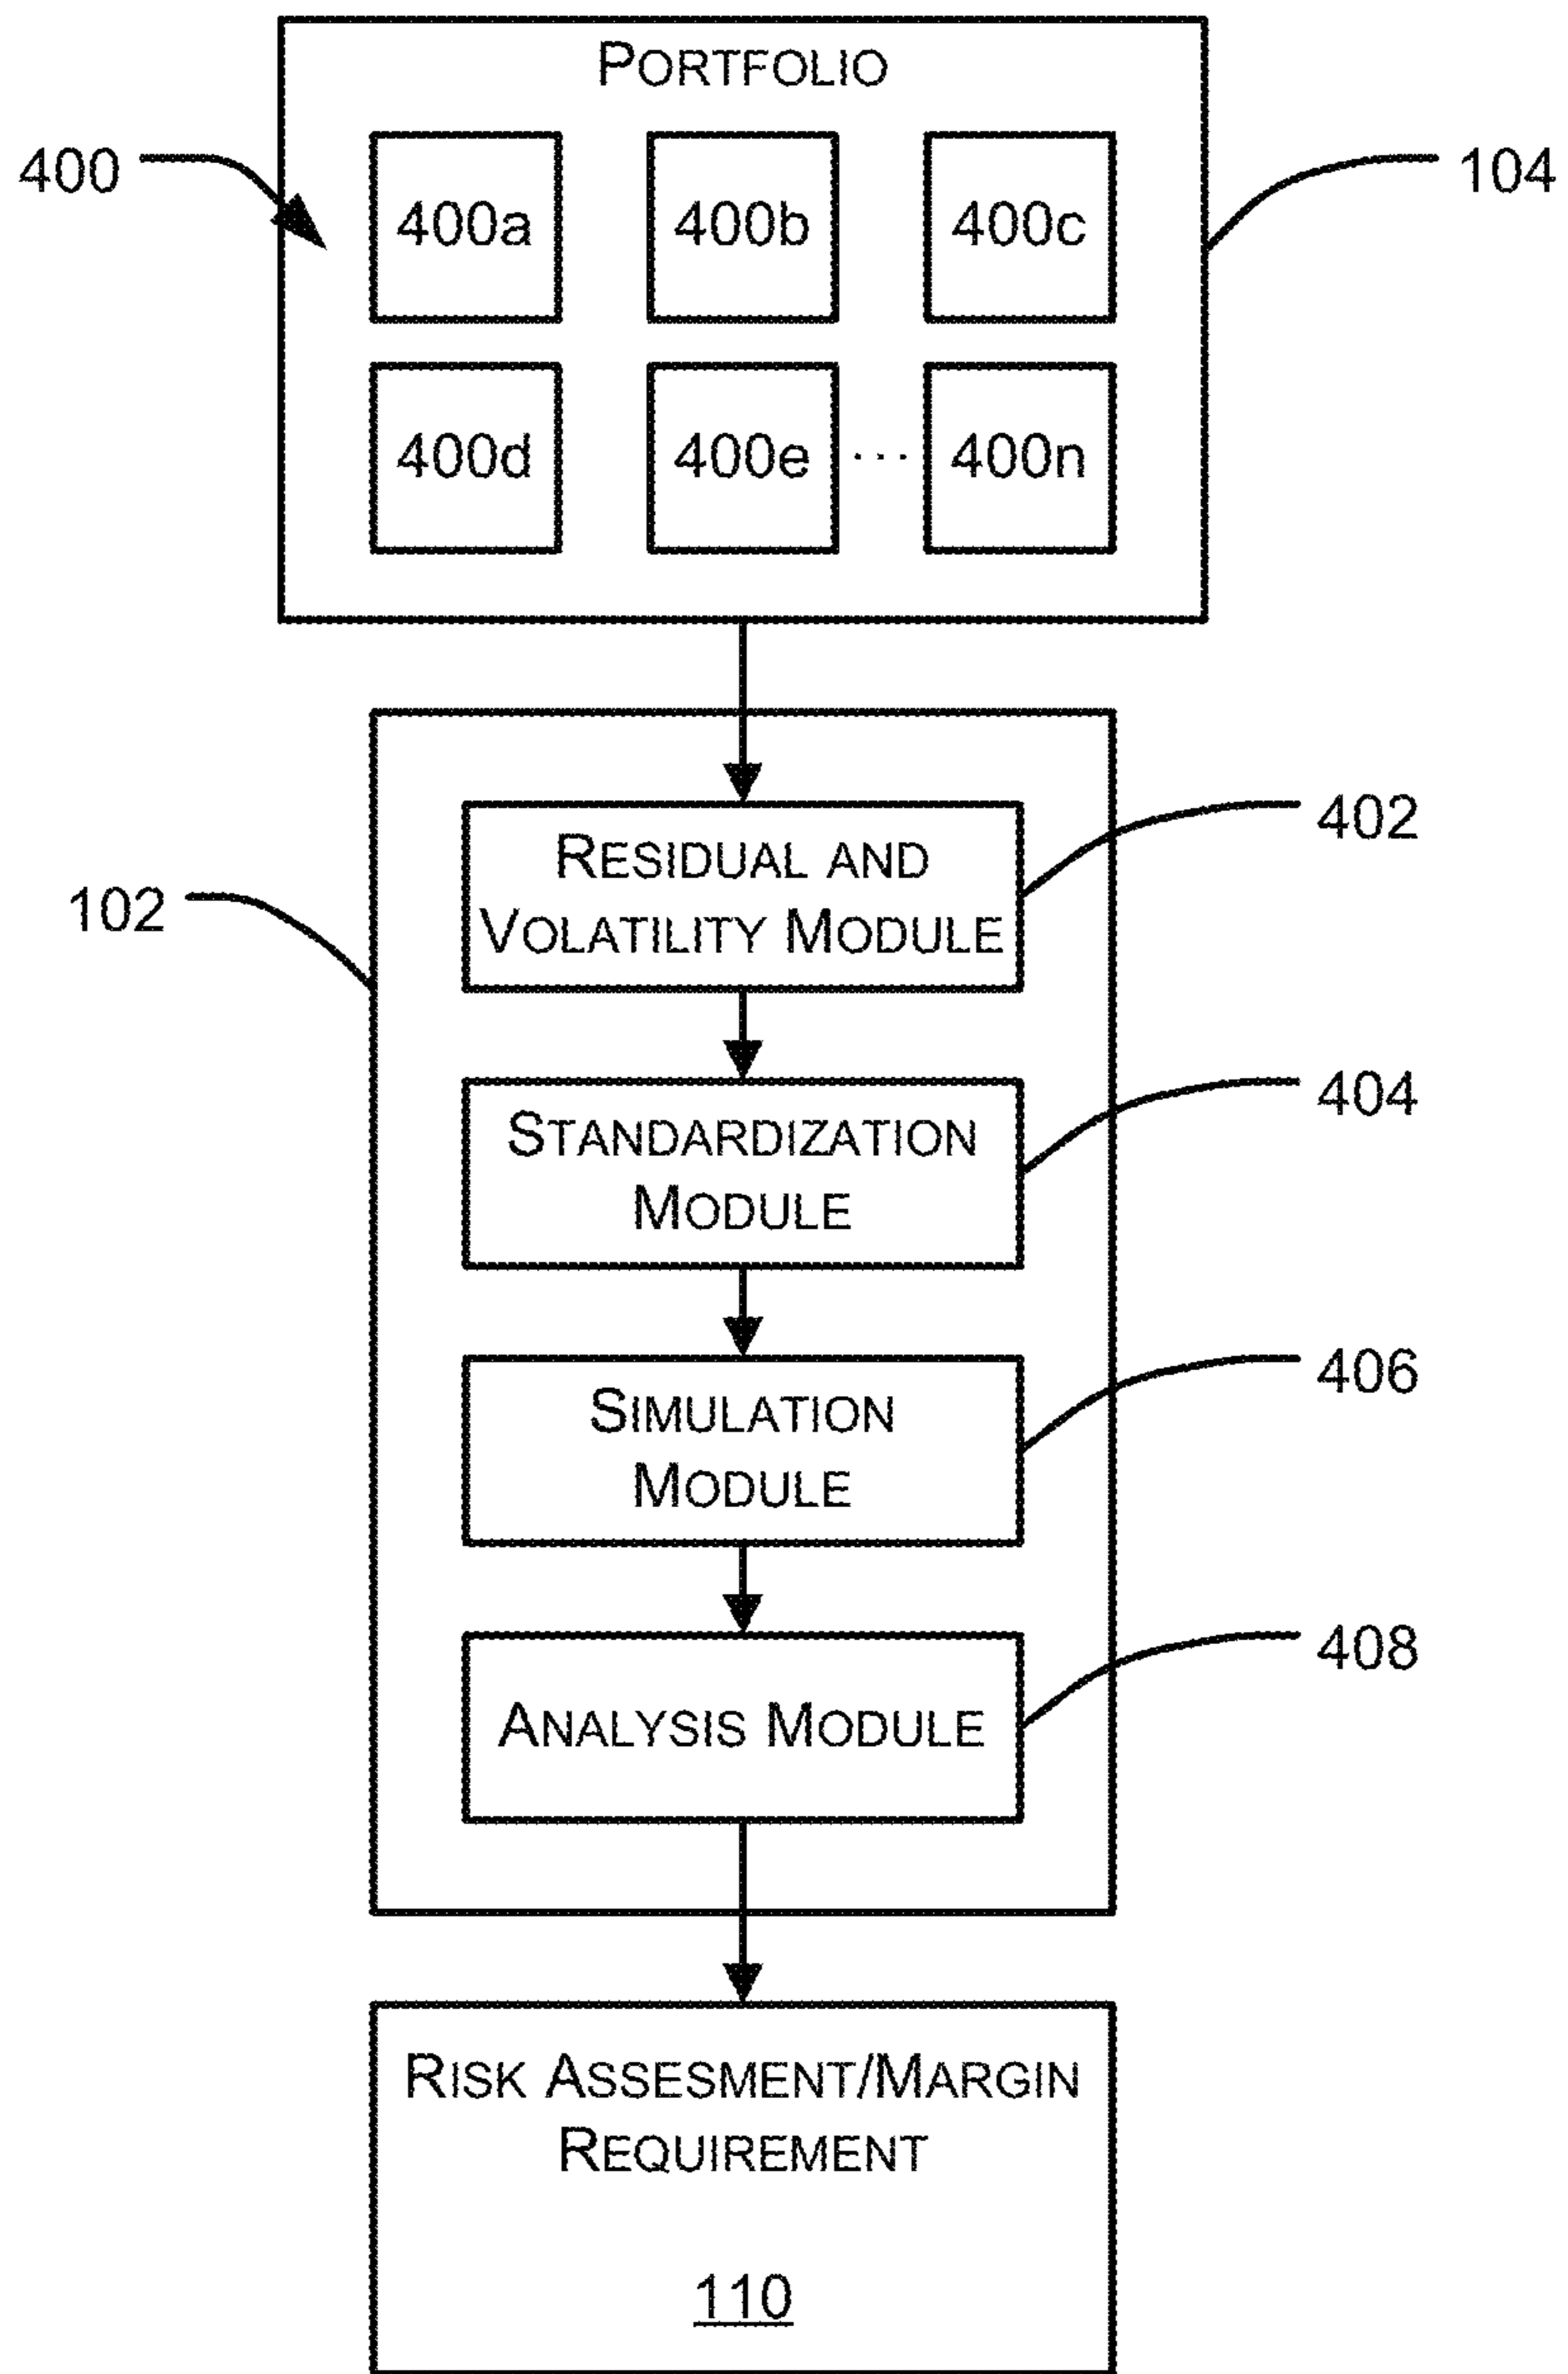 PORTFOLIO
400
104
400a 400b 400c
400d 400e ... 400n
402
RESIDUAL AND
VOLATILITY MODULE
102
404
STANDARDIZATION
MODULE
406
SIMULATION
MODULE
408
ANALYSIS MODULE
RISK ASSESMENT/MARGIN
REQUIREMENT
110